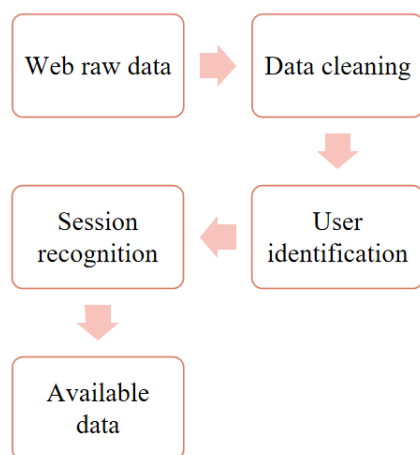 Web raw data
Data cleaning
User
identification
Session
recognition
Available
data